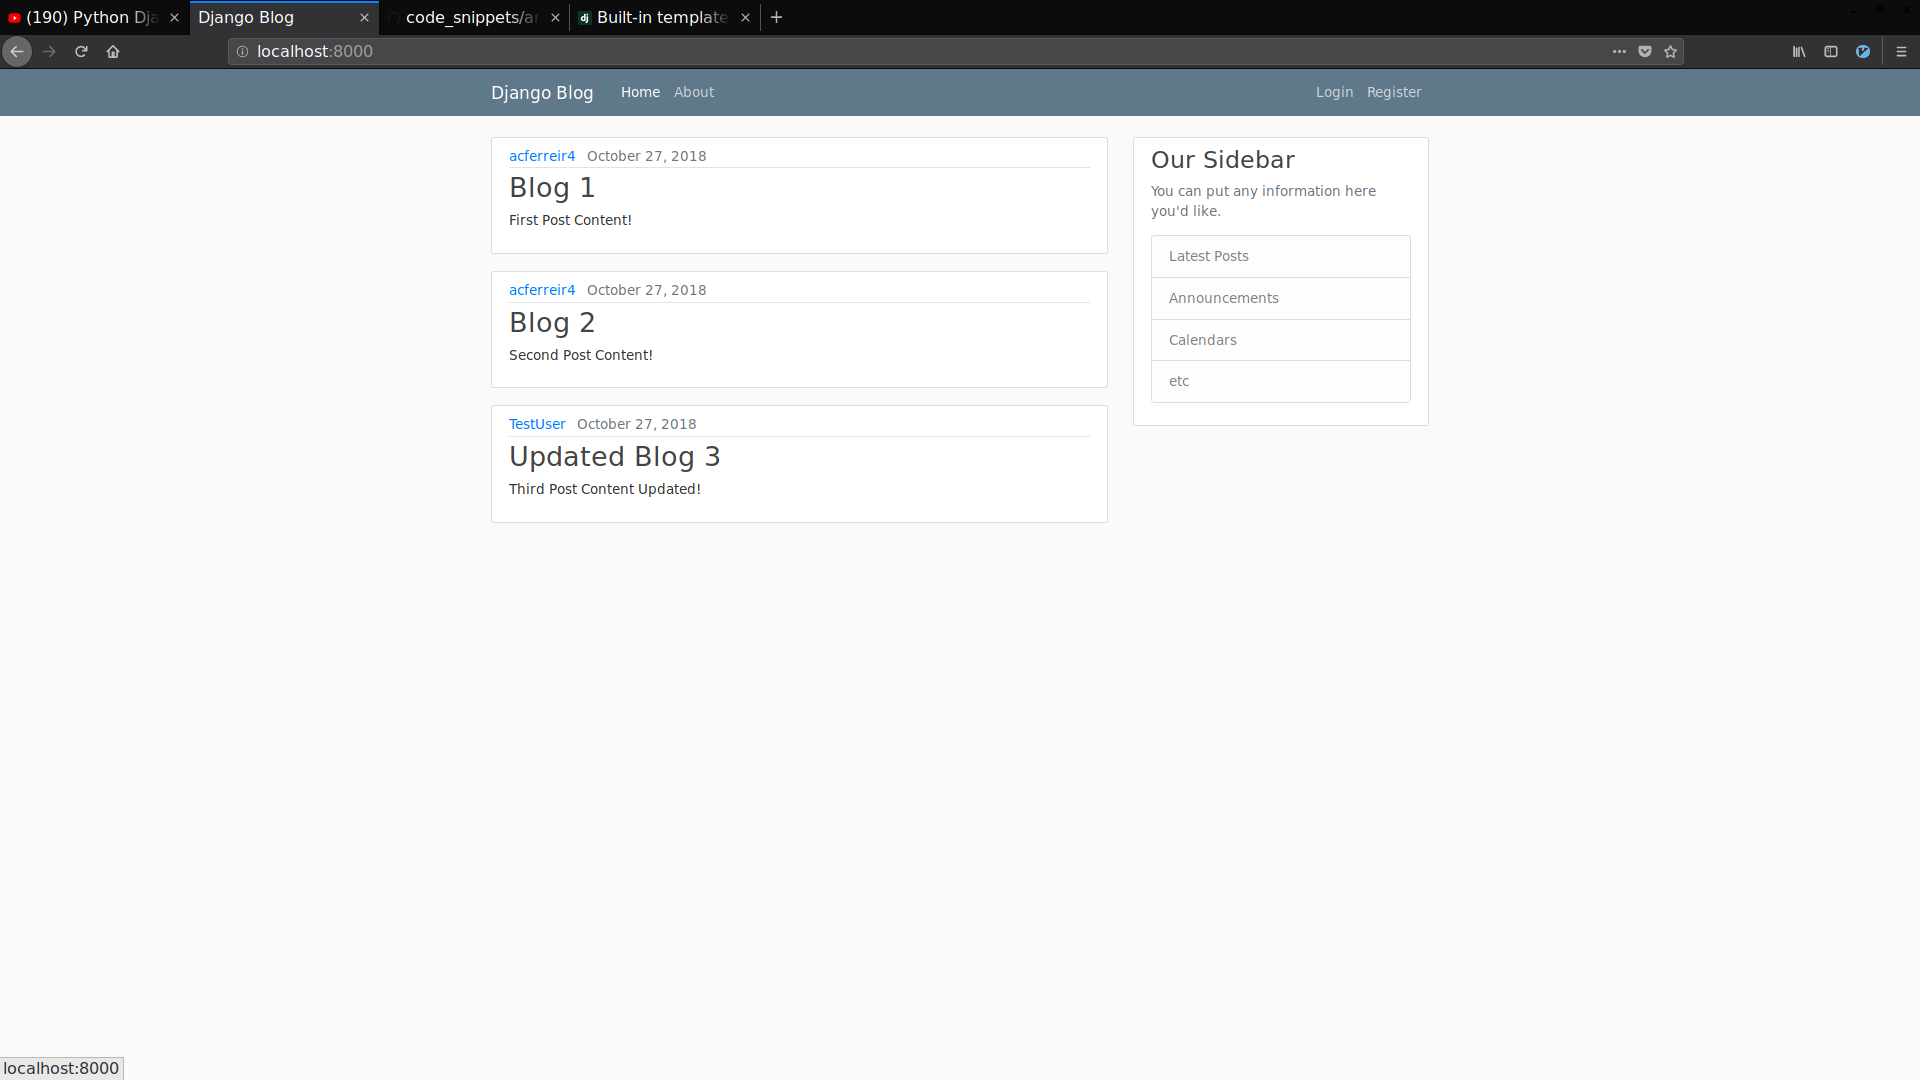 (190) Python Dja
Django Blog
code_snippets/a
Built-in template
localhost:8000
Django Blog Home About Login Register
acferreir4 October 27, 2018
Blog 1
First Post Content!
acferreir4 October 27, 2018
Blog 2
Second Post Content!
TestUser October 27, 2018
Updated Blog 3
Third Post Content Updated!
Our Sidebar
You can put any information here
you'd like.
Latest Posts
Announcements
Calendars
etc
localhost:8000